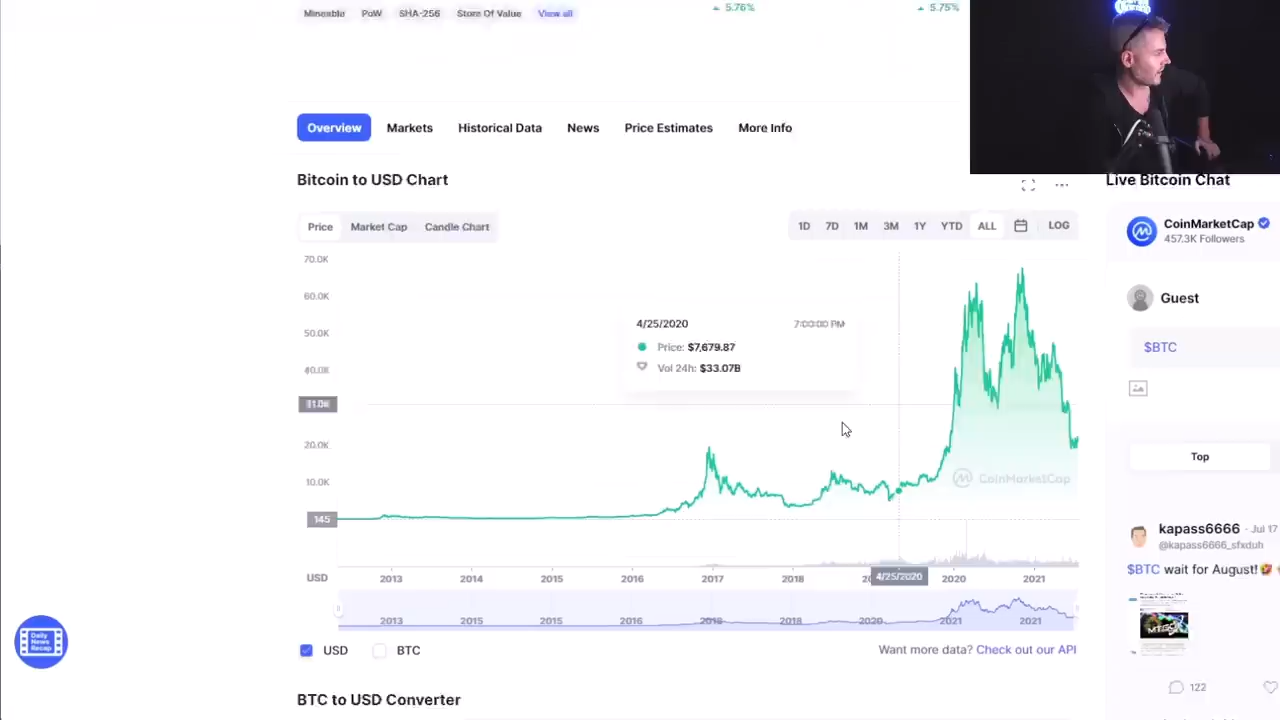 Mineable PoW SHA-256 Store Of Value View all
5.76% 5.75%
Overview Markets Historical Data News Price Estimates More Info
Bitcoin to USD Chart
Live Bitcoin Chat
Price Market Cap Candle Chart
1D 7D 1M 3M 1Y YTD ALL LOG
CoinMarketCap
457.3K Followers
70.0K
60.0K
50.0K
40.0K
20.0K
10.0K
145
4/25/2020 7:00:00 PM
Price: $7,679.87
Vol 24h: $33.07B
CoinMarketCap
Guest
$BTC
Top
kapass6666 · Jul 17
@kapass6666_sfxduh
$BTC wait for August!
122
USD 2013 2014 2015 2016 2017 2018 4/25/2020 2020 2021
2013 2014 2015 2016 2018 2018 2020 2021 2021
Daily
News
Recap
USD BTC
Want more data? Check out our API
BTC to USD Converter